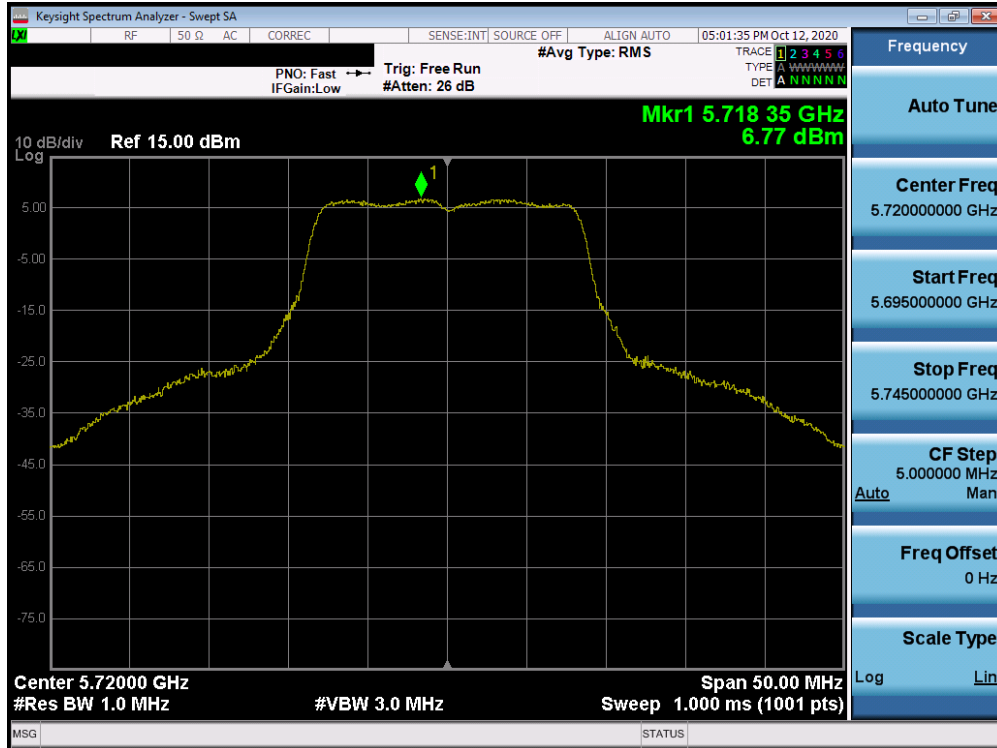 Keysight Spectrum Analyzer - Swept SA
LXI RF 50 Ω AC CORREC SENSE:INT SOURCE OFF ALIGN AUTO 05:01:35 PM Oct 12, 2020
#Avg Type: RMS
TRACE 1 2 3 4 5 6
TYPE A WWWWW
DET A N N N N N
PNO: Fast
IFGain:Low
Trig: Free Run
#Atten: 26 dB
Mkr1 5.718 35 GHz
6.77 dBm
10 dB/div
Log
Ref 15.00 dBm
1
5.00
-5.00
-15.0
-25.0
-35.0
-45.0
-55.0
-65.0
-75.0
Center 5.72000 GHz
Span 50.00 MHz
#Res BW 1.0 MHz
#VBW 3.0 MHz
Sweep 1.000 ms (1001 pts)
MSG
STATUS
Frequency
Auto Tune
Center Freq
5.720000000 GHz
Start Freq
5.695000000 GHz
Stop Freq
5.745000000 GHz
CF Step
5.000000 MHz
Auto Man
Freq Offset
0 Hz
Scale Type
Log Lin